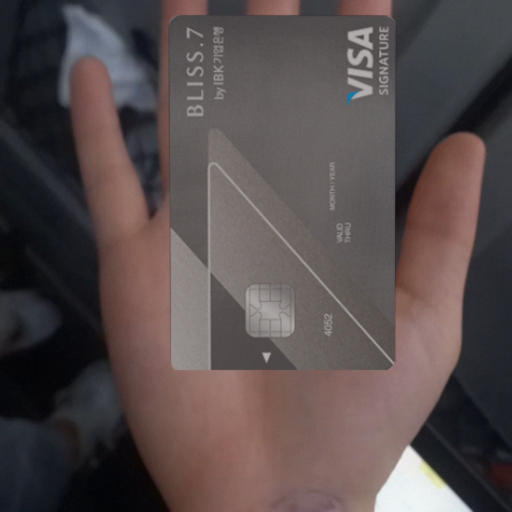 BLISS.7
by IBK기업은행
VISA
SIGNATURE
MONTH / YEAR
VALID
THRU
4052